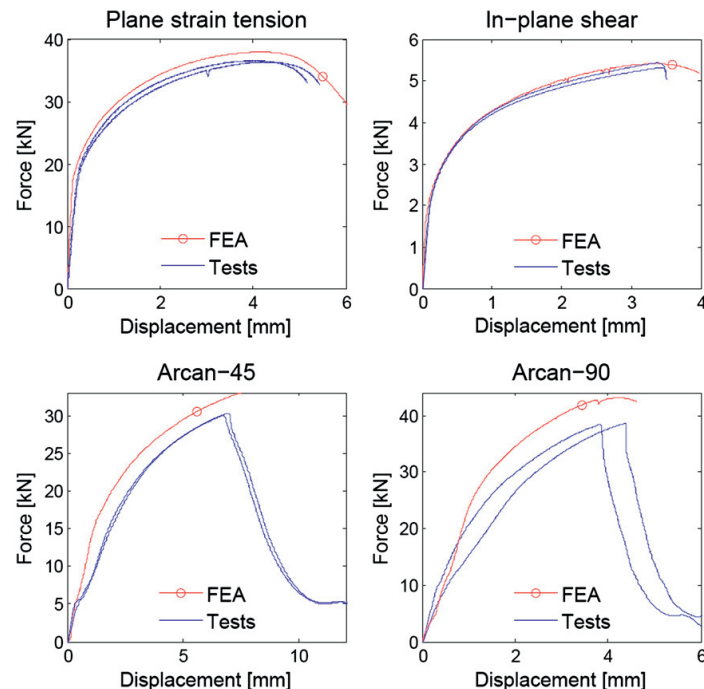 Plane strain tension
40
30
20
10
0
Force [kN]
FEA
Tests
0 2 4 6
Displacement [mm]
In−plane shear
6
5
4
3
2
1
0
Force [kN]
FEA
Tests
0 1 2 3 4
Displacement [mm]
Arcan−45
30
25
20
15
10
5
0
Force [kN]
FEA
Tests
0 5 10
Displacement [mm]
Arcan−90
40
30
20
10
0
Force [kN]
FEA
Tests
0 2 4 6
Displacement [mm]